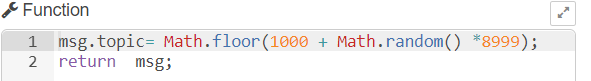 Function
1 msg.topic= Math.floor(1000 + Math.random() *8999);
2 return  msg;